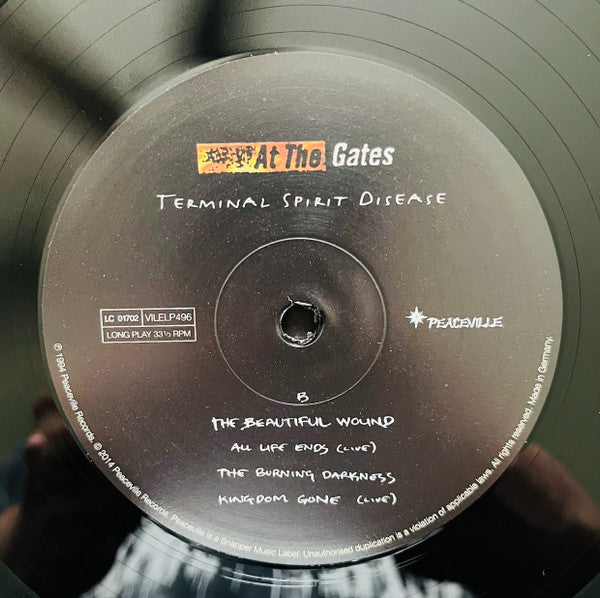 At The Gates
TERMINAL SPIRIT DISEASE
LC 01702 VILELP496
LONG PLAY 33⅓ RPM
PEACEVILLE
B
THE BEAUTIFUL WOUND
ALL LIFE ENDS (LIVE)
THE BURNING DARKNESS
KINGDOM GONE (LIVE)
℗ 1994 Peaceville Records. © 2014 Peaceville Records. Peaceville is a Snapper Music Label. Unauthorised duplication is a violation of applicable laws. All rights reserved. Made in Germany.